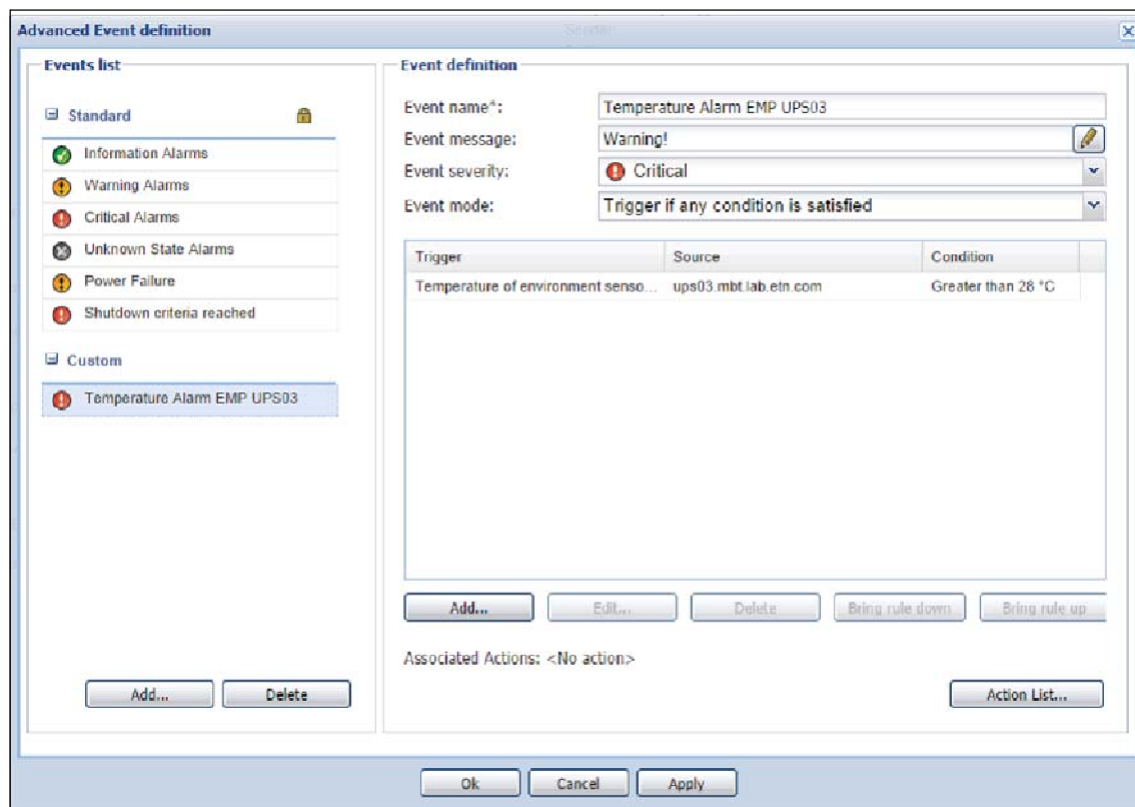 Advanced Event definition
Events list
Standard
Information Alarms
Warning Alarms
Critical Alarms
Unknown State Alarms
Power Failure
Shutdown criteria reached
Custom
Temperature Alarm EMP UPS03
Add...
Delete
Event definition
Event name*: Temperature Alarm EMP UPS03
Event message: Warning!
Event severity: Critical
Event mode: Trigger if any condition is satisfied
Trigger Source Condition
Temperature of environment senso... ups03.mbt.lab.etn.com Greater than 28 °C
Add... Edit... Delete Bring rule down Bring rule up
Associated Actions: <No action>
Action List...
Ok Cancel Apply